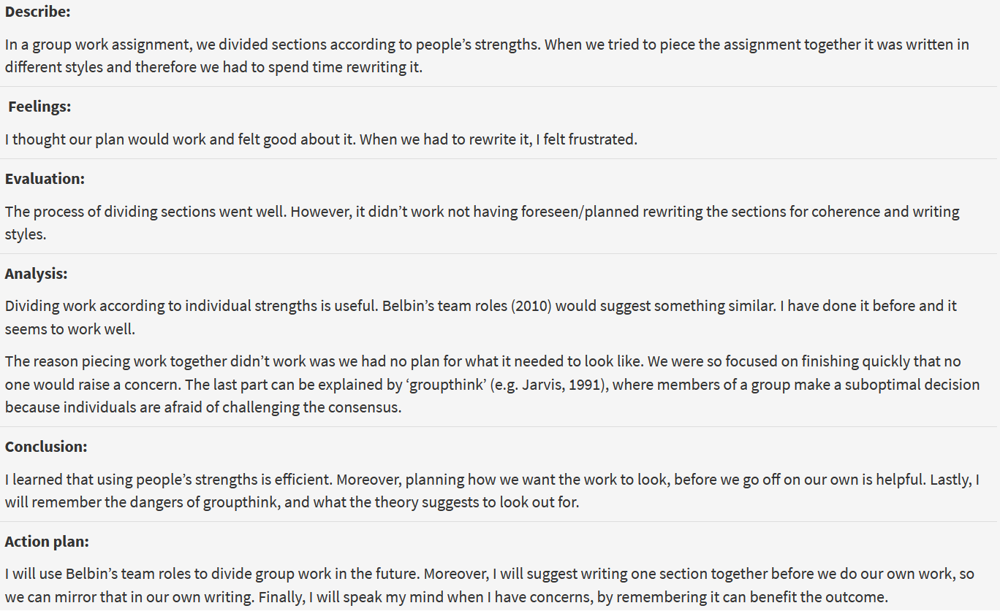 Describe:
In a group work assignment, we divided sections according to people’s strengths. When we tried to piece the assignment together it was written in
different styles and therefore we had to spend time rewriting it.
Feelings:
I thought our plan would work and felt good about it. When we had to rewrite it, I felt frustrated.
Evaluation:
The process of dividing sections went well. However, it didn’t work not having foreseen/planned rewriting the sections for coherence and writing
styles.
Analysis:
Dividing work according to individual strengths is useful. Belbin’s team roles (2010) would suggest something similar. I have done it before and it
seems to work well.
The reason piecing work together didn’t work was we had no plan for what it needed to look like. We were so focused on finishing quickly that no
one would raise a concern. The last part can be explained by ‘groupthink’ (e.g. Jarvis, 1991), where members of a group make a suboptimal decision
because individuals are afraid of challenging the consensus.
Conclusion:
I learned that using people’s strengths is efficient. Moreover, planning how we want the work to look, before we go off on our own is helpful. Lastly, I
will remember the dangers of groupthink, and what the theory suggests to look out for.
Action plan:
I will use Belbin’s team roles to divide group work in the future. Moreover, I will suggest writing one section together before we do our own work, so
we can mirror that in our own writing. Finally, I will speak my mind when I have concerns, by remembering it can benefit the outcome.